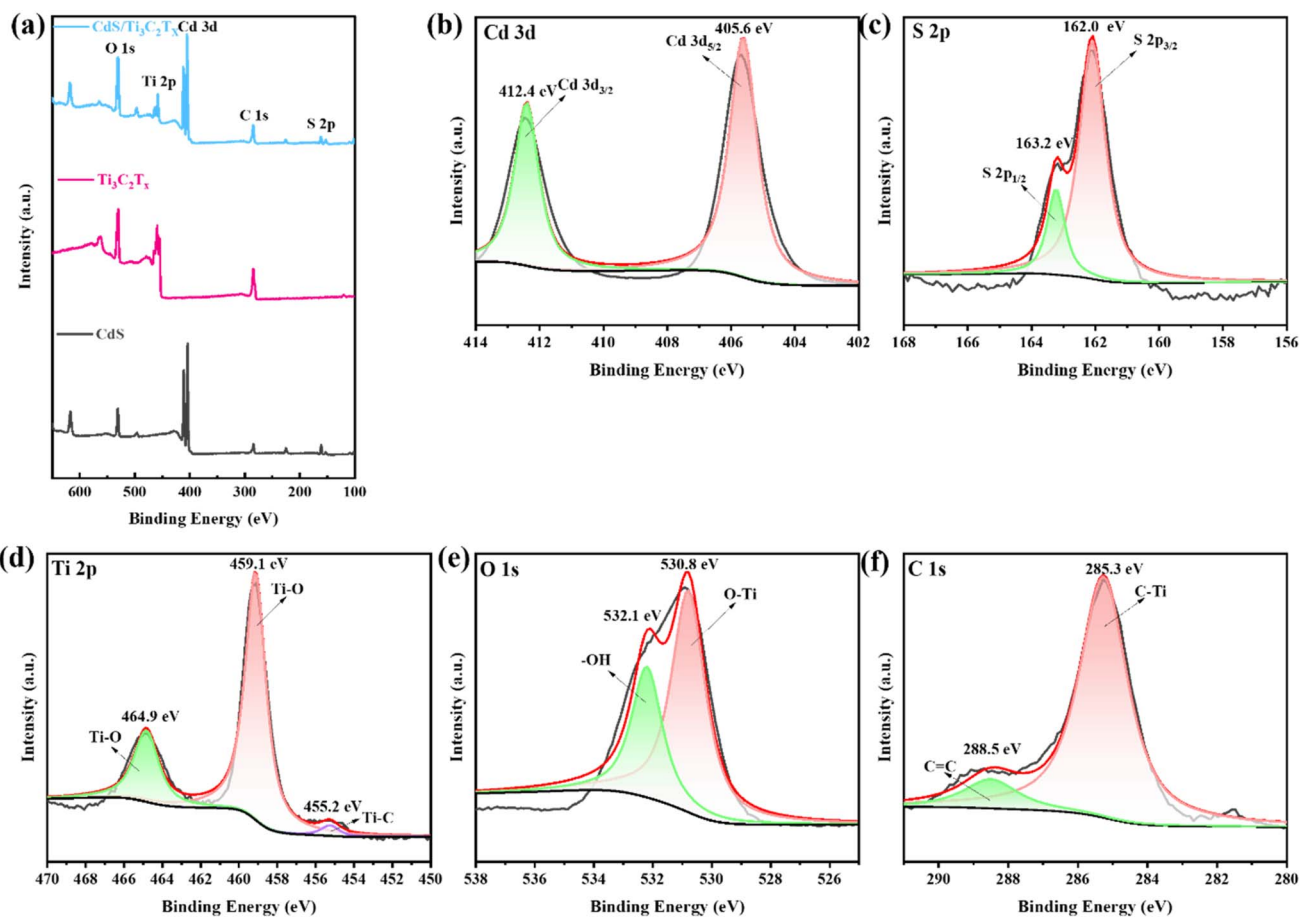 (a)
CdS/Ti₃C₂Tₓ
Cd 3d
O 1s
Ti 2p
C 1s
S 2p
Ti₃C₂Tₓ
CdS
Intensity (a.u.)
600 500 400 300 200 100
Binding Energy (eV)
(b)
Cd 3d
405.6 eV
Cd 3d₅/₂
412.4 eV
Cd 3d₃/₂
Intensity (a.u.)
414 412 410 408 406 404 402
Binding Energy (eV)
(c)
S 2p
162.0 eV
S 2p₃/₂
163.2 eV
S 2p₁/₂
Intensity (a.u.)
168 166 164 162 160 158 156
Binding Energy (eV)
(d)
Ti 2p
459.1 eV
Ti-O
464.9 eV
Ti-O
455.2 eV
Ti-C
Intensity (a.u.)
470 468 466 464 462 460 458 456 454 452 450
Binding Energy (eV)
(e)
O 1s
530.8 eV
O-Ti
532.1 eV
-OH
Intensity (a.u.)
538 536 534 532 530 528 526
Binding Energy (eV)
(f)
C 1s
285.3 eV
C-Ti
288.5 eV
C=C
Intensity (a.u.)
290 288 286 284 282 280
Binding Energy (eV)